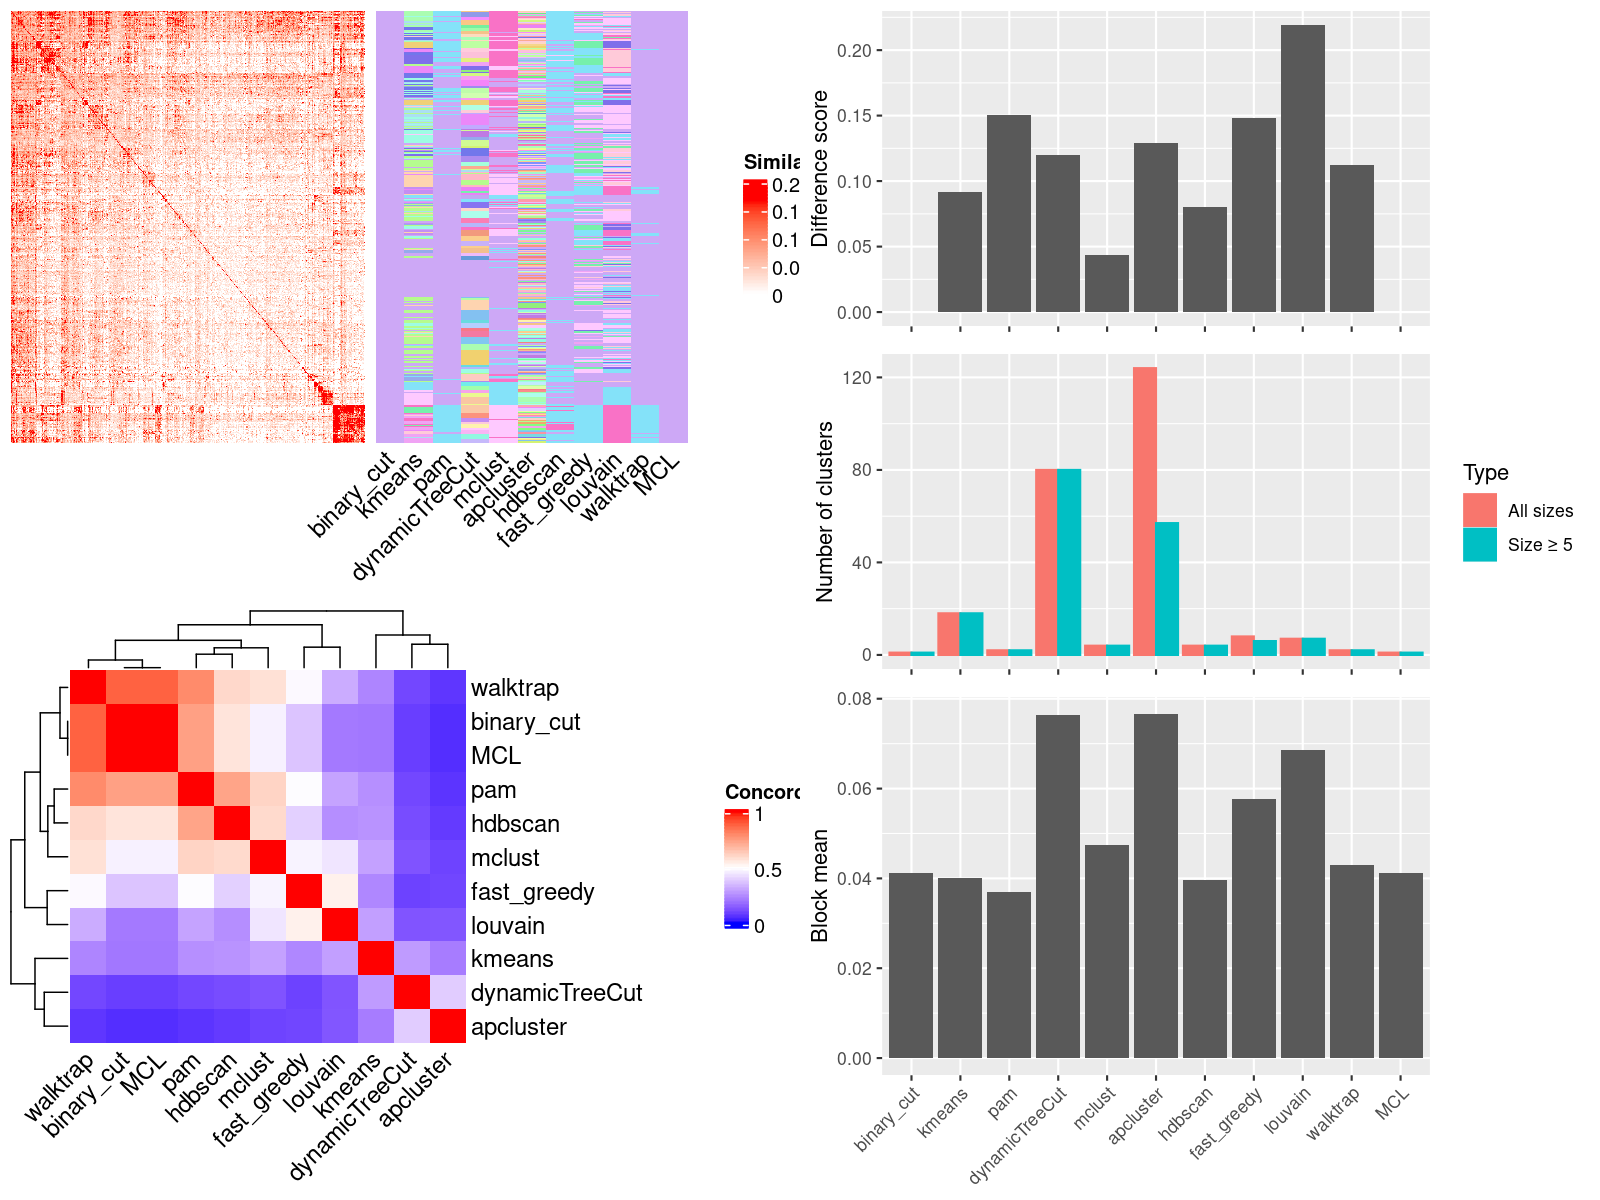 Simila
0.2
0.1
0.1
0.0
0
binary_cut
kmeans
pam
dynamicTreeCut
mclust
apcluster
hdbscan
fast_greedy
louvain
walktrap
MCL
Concord
1
0.5
0
walktrap
binary_cut
MCL
pam
hdbscan
mclust
fast_greedy
louvain
kmeans
dynamicTreeCut
apcluster
walktrap
binary_cut
MCL
pam
hdbscan
mclust
fast_greedy
louvain
kmeans
dynamicTreeCut
apcluster
Difference score
0.20
0.15
0.10
0.05
0.00
Number of clusters
120
80
40
0
Type
All sizes
Size ≥ 5
Block mean
0.08
0.06
0.04
0.02
0.00
binary_cut
kmeans
pam
dynamicTreeCut
mclust
apcluster
hdbscan
fast_greedy
louvain
walktrap
MCL